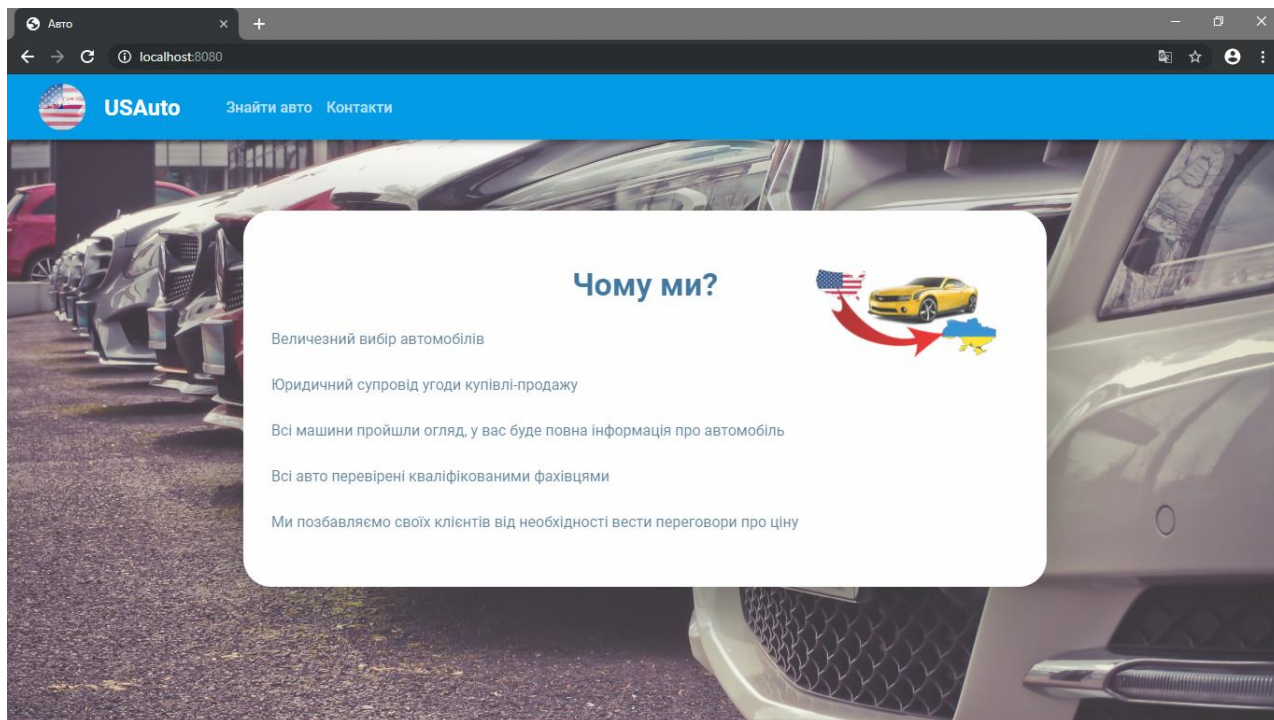 Авто
localhost:8080
USAuto
Знайти авто Контакти
Чому ми?
Величезний вибір автомобілів
Юридичний супровід угоди купівлі-продажу
Всі машини пройшли огляд, у вас буде повна інформація про автомобіль
Всі авто перевірені кваліфікованими фахівцями
Ми позбавляємо своїх клієнтів від необхідності вести переговори про ціну